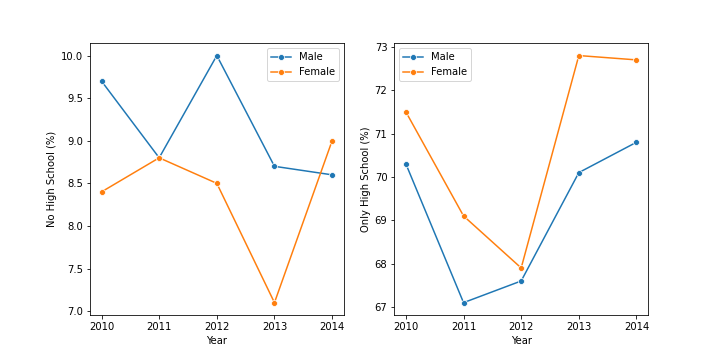 No High School (%)
10.0
9.5
9.0
8.5
8.0
7.5
7.0
2010 2011 2012 2013 2014
Year
Male
Female
Only High School (%)
73
72
71
70
69
68
67
2010 2011 2012 2013 2014
Year
Male
Female